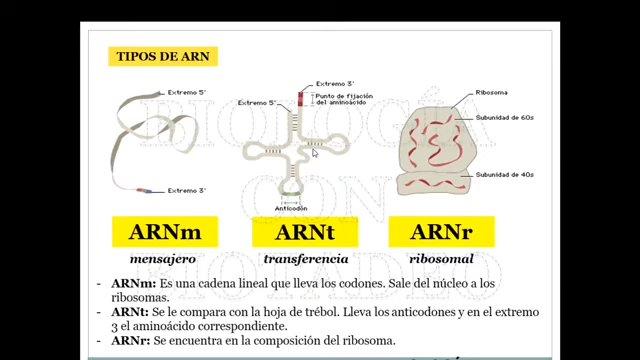 TIPOS DE ARN
Extremo 5'
Extremo 3'
Extremo 3'
Punto de fijación
del aminoácido
Extremo 5'
Anticodón
Ribosoma
Subunidad de 60s
Subunidad de 40s
ARNm
mensajero
ARNt
transferencia
ARNr
ribosomal
BIOLOGÍA
CON
BIOTADEO
- ARNm: Es una cadena lineal que lleva los codones. Sale del núcleo a los
ribosomas.
- ARNt: Se le compara con la hoja de trébol. Lleva los anticodones y en el extremo
3 el aminoácido correspondiente.
- ARNr: Se encuentra en la composición del ribosoma.